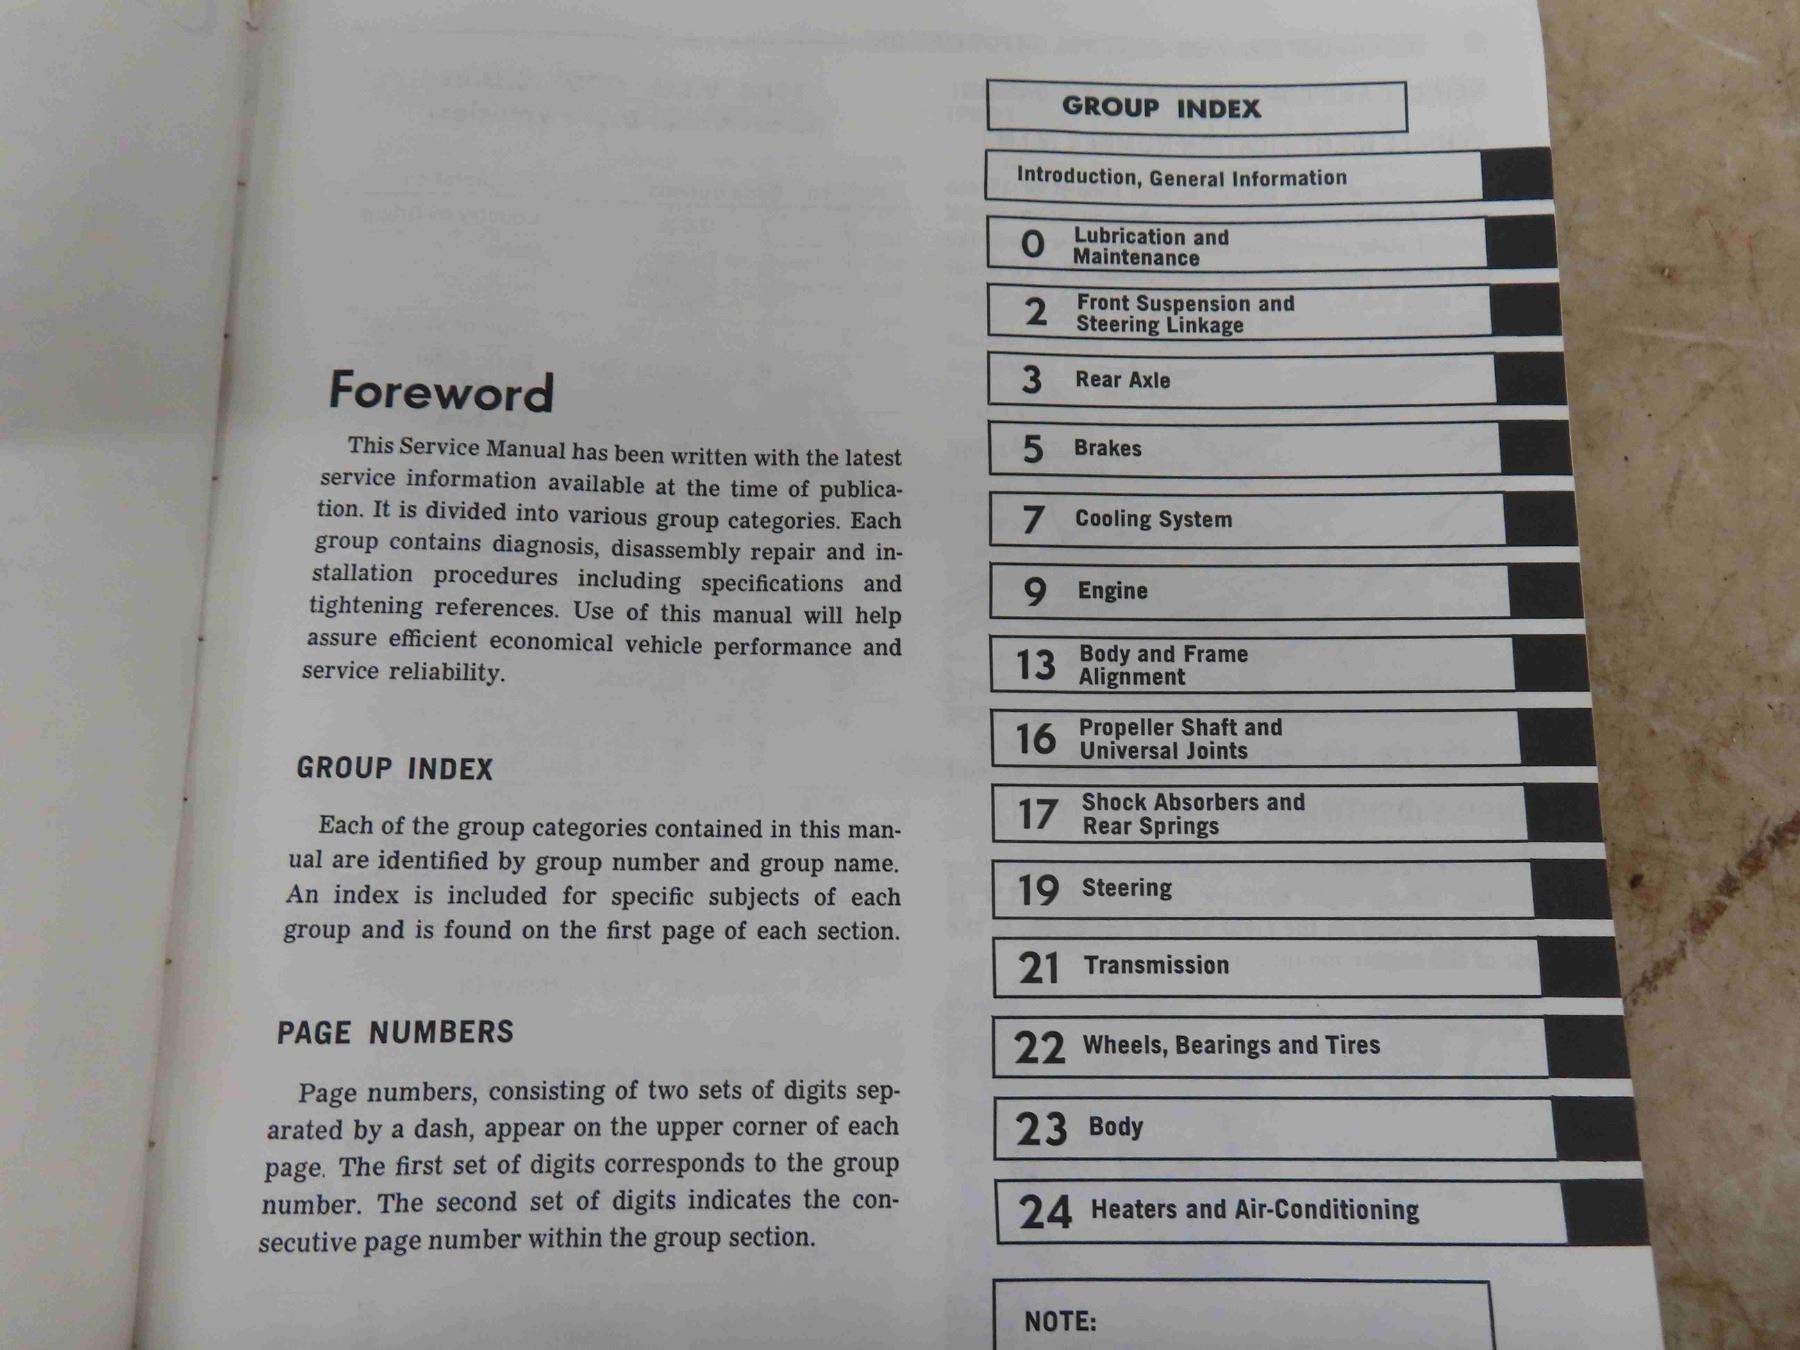 Foreword
This Service Manual has been written with the latest
service information available at the time of publica-
tion. It is divided into various group categories. Each
group contains diagnosis, disassembly repair and in-
stallation procedures including specifications and
tightening references. Use of this manual will help
assure efficient economical vehicle performance and
service reliability.
GROUP INDEX
Each of the group categories contained in this man-
ual are identified by group number and group name.
An index is included for specific subjects of each
group and is found on the first page of each section.
PAGE NUMBERS
Page numbers, consisting of two sets of digits sep-
arated by a dash, appear on the upper corner of each
page. The first set of digits corresponds to the group
number. The second set of digits indicates the con-
secutive page number within the group section.
GROUP INDEX
Introduction, General Information
0 Lubrication and
Maintenance
2 Front Suspension and
Steering Linkage
3 Rear Axle
5 Brakes
7 Cooling System
9 Engine
13 Body and Frame
Alignment
16 Propeller Shaft and
Universal Joints
17 Shock Absorbers and
Rear Springs
19 Steering
21 Transmission
22 Wheels, Bearings and Tires
23 Body
24 Heaters and Air-Conditioning
NOTE: